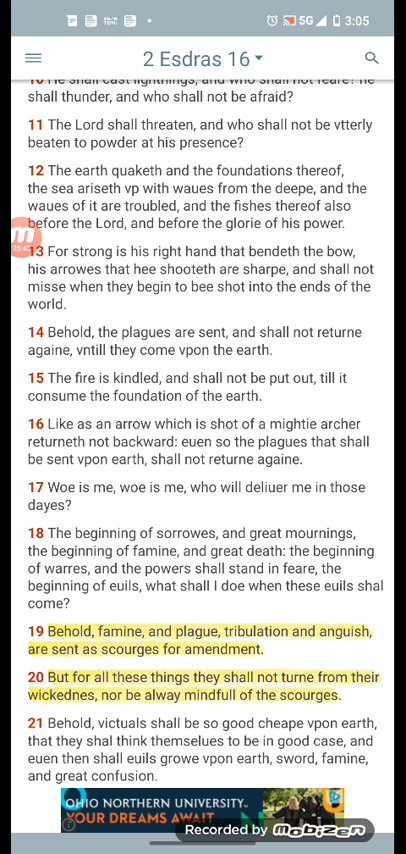 5G 3:05
2 Esdras 16
10 He shall cast lightnings, and who shall not feare? he
shall thunder, and who shall not be afraid?
11 The Lord shall threaten, and who shall not be vtterly
beaten to powder at his presence?
12 The earth quaketh and the foundations thereof,
the sea ariseth vp with waues from the deepe, and the
waues of it are troubled, and the fishes thereof also
before the Lord, and before the glorie of his power.
13 For strong is his right hand that bendeth the bow,
his arrowes that hee shooteth are sharpe, and shall not
misse when they begin to bee shot into the ends of the
world.
14 Behold, the plagues are sent, and shall not returne
againe, vntill they come vpon the earth.
15 The fire is kindled, and shall not be put out, till it
consume the foundation of the earth.
16 Like as an arrow which is shot of a mightie archer
returneth not backward: euen so the plagues that shall
be sent vpon earth, shall not returne againe.
17 Woe is me, woe is me, who will deliuer me in those
dayes?
18 The beginning of sorrowes, and great mournings,
the beginning of famine, and great death: the beginning
of warres, and the powers shall stand in feare, the
beginning of euils, what shall I doe when these euils shal
come?
19 Behold, famine, and plague, tribulation and anguish,
are sent as scourges for amendment.
20 But for all these things they shall not turne from their
wickednes, nor be alway mindfull of the scourges.
21 Behold, victuals shall be so good cheape vpon earth,
that they shal think themselues to be in good case, and
euen then shall euils growe vpon earth, sword, famine,
and great confusion.
OHIO NORTHERN UNIVERSITY
YOUR DREAMS AWAIT
Recorded by mobizen